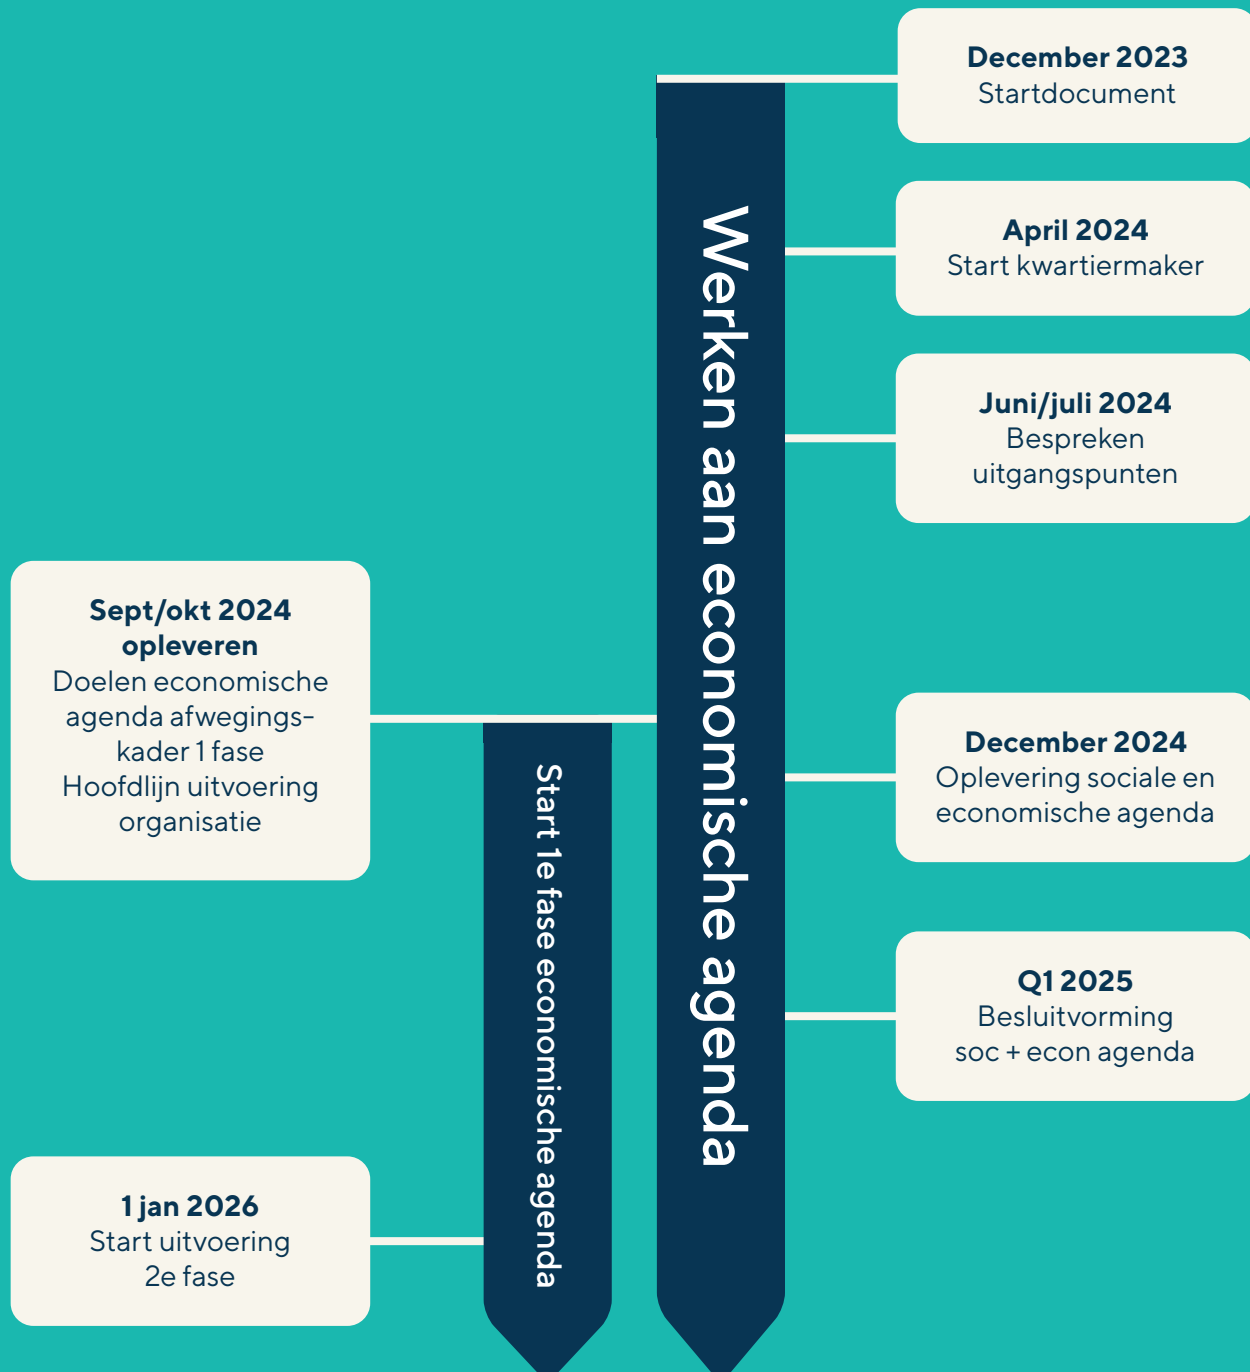 December 2023
Startdocument
April 2024
Start kwartiermaker
Juni/juli 2024
Bespreken
uitgangspunten
Werken aan economische agenda
Sept/okt 2024
opleveren
Doelen economische
agenda afwegings-
kader 1 fase
Hoofdlijn uitvoering
organisatie
Start 1e fase economische agenda
December 2024
Oplevering sociale en
economische agenda
Q1 2025
Besluitvorming
soc + econ agenda
1 jan 2026
Start uitvoering
2e fase